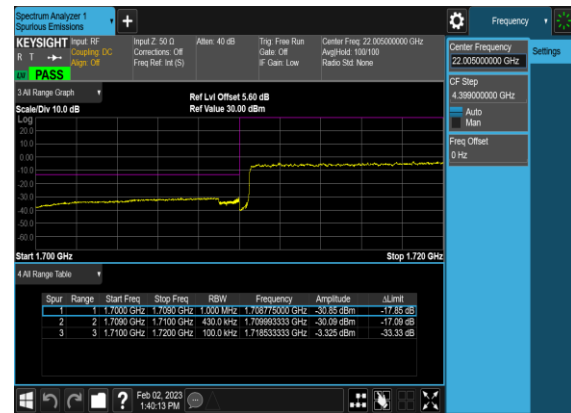 Spectrum Analyzer 1
Spurious Emissions
Frequency
KEYSIGHT Input: RF
R T Coupling: DC
Align: Off
Input Z: 50 Ω
Corrections: Off
Freq Ref: Int (S)
Atten: 40 dB
Trig: Free Run
Gate: Off
IF Gain: Low
Center Freq: 22.005000000 GHz
Avg|Hold: 100/100
Radio Std: None
LW PASS
Center Frequency
22.005000000 GHz
Settings
CF Step
4.399000000 GHz
Auto
Man
Freq Offset
0 Hz
3 All Range Graph
Scale/Div 10.0 dB
Ref Lvl Offset 5.60 dB
Ref Value 30.00 dBm
Log
20.0
10.0
0.00
-10.0
-20.0
-30.0
-40.0
-50.0
-60.0
Start 1.700 GHz Stop 1.720 GHz
4 All Range Table
Spur Range Start Freq Stop Freq RBW Frequency Amplitude ΔLimit
1 1 1.7000 GHz 1.7090 GHz 1.000 MHz 1.708775000 GHz -30.85 dBm -17.85 dB
2 2 1.7090 GHz 1.7100 GHz 430.0 kHz 1.709993333 GHz -30.09 dBm -17.09 dB
3 3 1.7100 GHz 1.7200 GHz 100.0 kHz 1.718533333 GHz -3.325 dBm -33.33 dB
Feb 02, 2023
1:40:13 PM